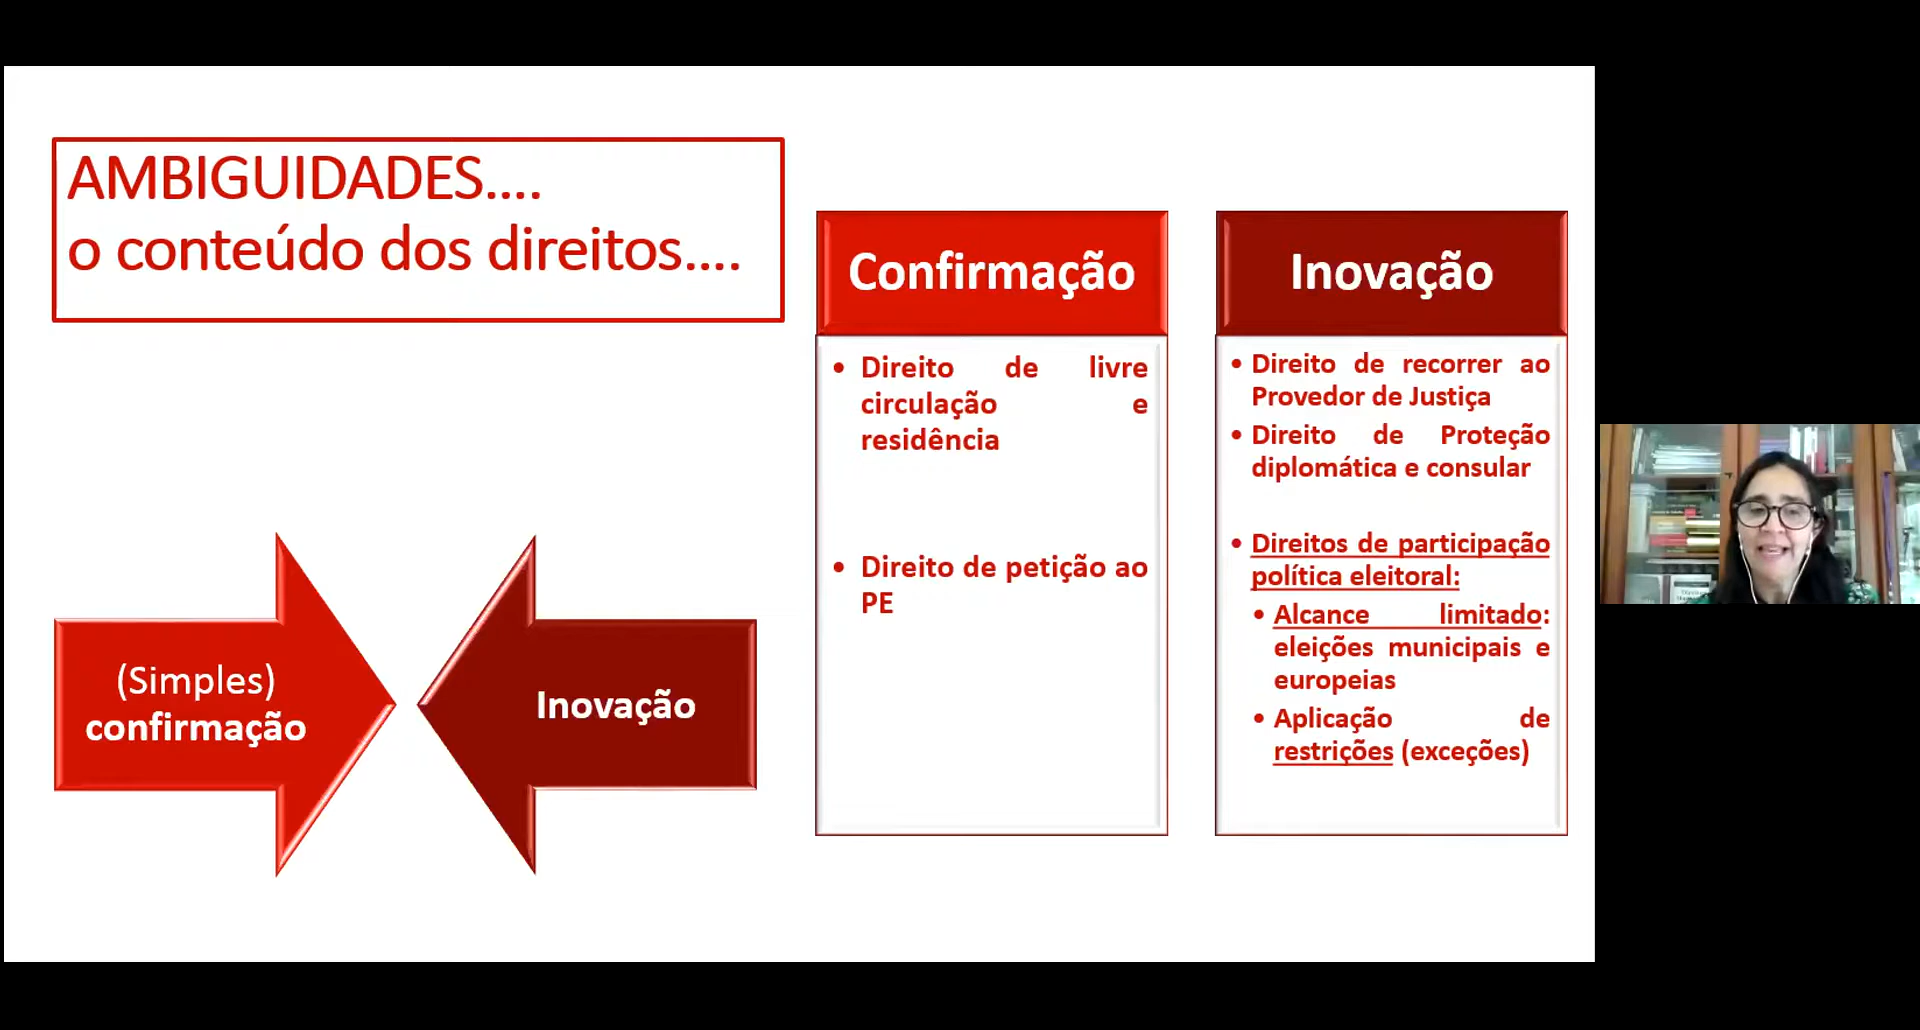 AMBIGUIDADES....
o conteúdo dos direitos....
(Simples)
confirmação
Inovação
Confirmação
• Direito de livre
circulação e
residência
• Direito de petição ao
PE
Inovação
• Direito de recorrer ao
Provedor de Justiça
• Direito de Proteção
diplomática e consular
• Direitos de participação
política eleitoral:
• Alcance limitado:
eleições municipais e
europeias
• Aplicação de
restrições (exceções)